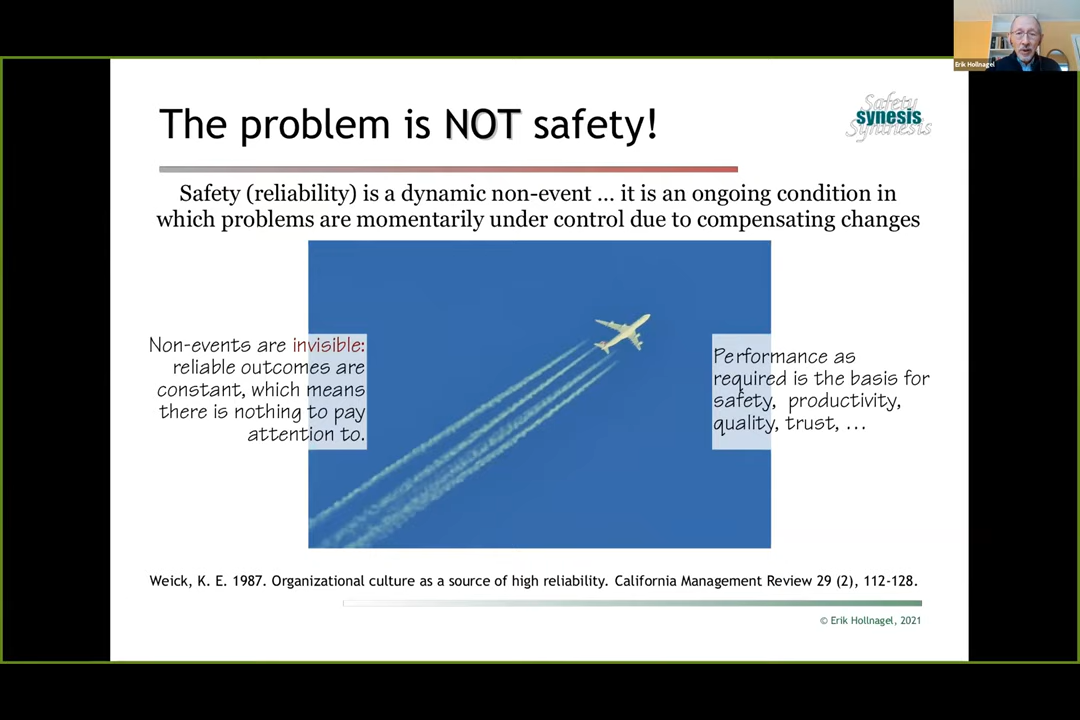 Erik Hollnagel
The problem is NOT safety!
Safety
synesis
Synthesis
Safety (reliability) is a dynamic non-event ... it is an ongoing condition in
which problems are momentarily under control due to compensating changes
Non-events are invisible:
reliable outcomes are
constant, which means
there is nothing to pay
attention to.
Performance as
required is the basis for
safety, productivity,
quality, trust, ...
Weick, K. E. 1987. Organizational culture as a source of high reliability. California Management Review 29 (2), 112-128.
© Erik Hollnagel, 2021